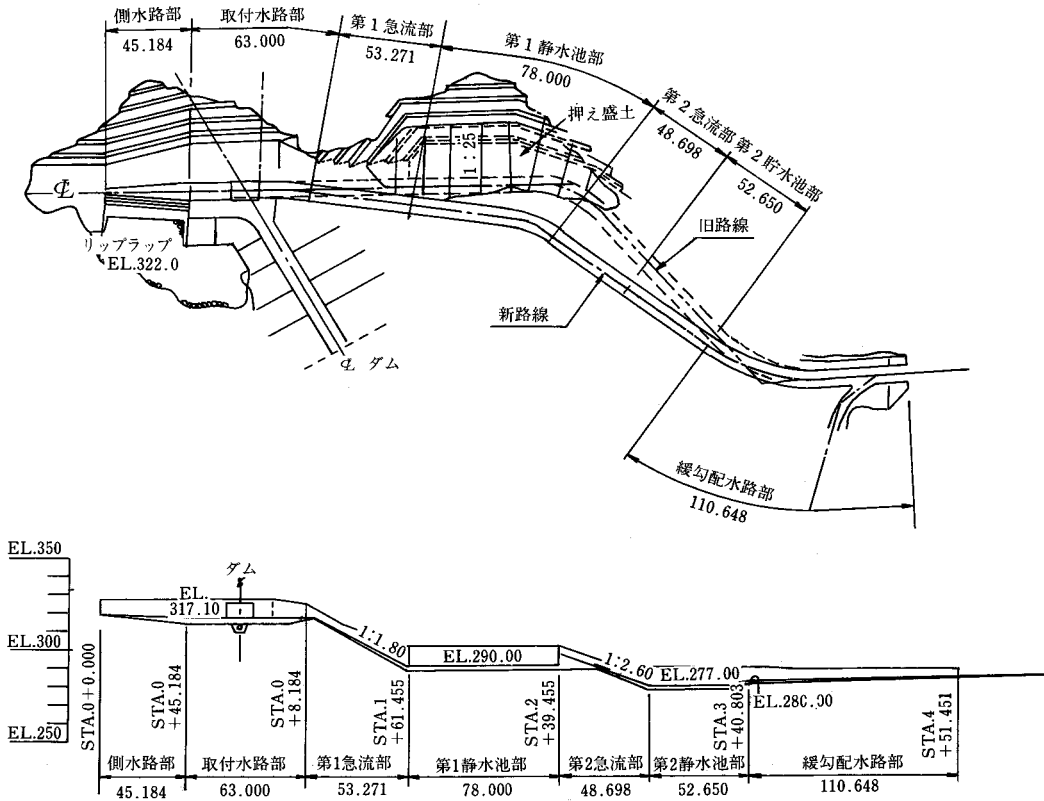 側水路部
45.184
取付水路部
63.000
第1急流部
53.271
第1静水池部
78.000
第2急流部
48.698
第2貯水池部
52.650
押え盛土
1:25
℄
リップラップ
EL.322.0
旧路線
新路線
℄ ダム
緩勾配水路部
110.648
EL.350
EL.300
EL.250
ダム
EL.
317.10
1:1.80
EL.290.00
1:2.60
EL.277.00
EL.280.00
STA.0+0.000
STA.0
+45.184
STA.0
+8.184
STA.1
+61.455
STA.2
+39.455
STA.3
+40.803
STA.4
+51.451
側水路部
取付水路部
第1急流部
第1静水池部
第2急流部
第2静水池部
緩勾配水路部
45.184
63.000
53.271
78.000
48.698
52.650
110.648